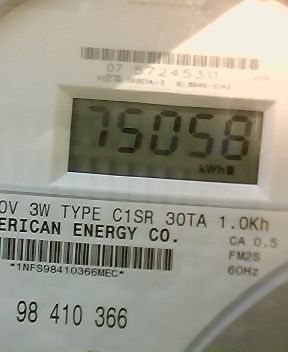 07 57245311
75058
kWh
0V 3W TYPE C1SR 30TA 1.0Kh
ERICAN ENERGY CO.
CA 0.5
*1NFS98410366MEC*
FM2S
60Hz
98 410 366